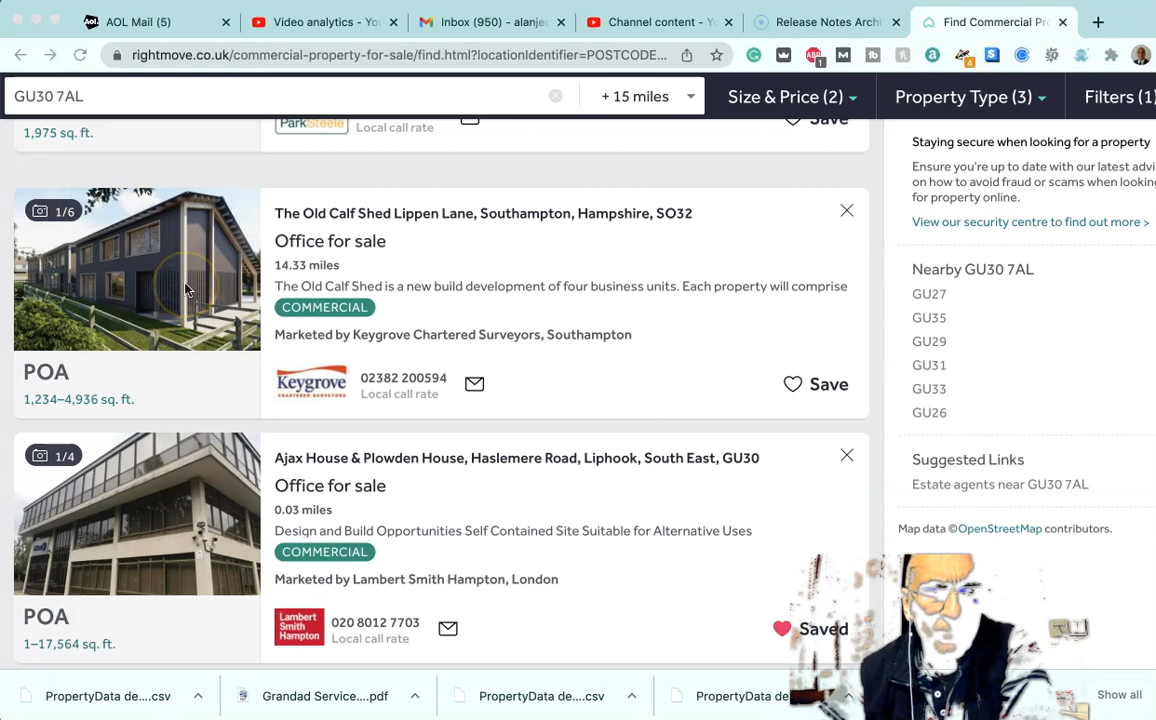 AOL Mail (5)
Video analytics - Yo
Inbox (950) - alanjee
Channel content - Y
Release Notes Archi
Find Commercial Pr
rightmove.co.uk/commercial-property-for-sale/find.html?locationIdentifier=POSTCODE...
GU30 7AL
+ 15 miles
Size & Price (2)
Property Type (3)
Filters (1)
1,975 sq. ft.
ParkSteele
Local call rate
Save
Staying secure when looking for a property
Ensure you're up to date with our latest advi
on how to avoid fraud or scams when looking
for property online.
View our security centre to find out more >
1/6
The Old Calf Shed Lippen Lane, Southampton, Hampshire, SO32
Office for sale
14.33 miles
The Old Calf Shed is a new build development of four business units. Each property will comprise
COMMERCIAL
Marketed by Keygrove Chartered Surveyors, Southampton
POA
1,234–4,936 sq. ft.
Keygrove
CHARTERED SURVEYORS
02382 200594
Local call rate
Save
Nearby GU30 7AL
GU27
GU35
GU29
GU31
GU33
GU26
1/4
Ajax House & Plowden House, Haslemere Road, Liphook, South East, GU30
Office for sale
0.03 miles
Design and Build Opportunities Self Contained Site Suitable for Alternative Uses
COMMERCIAL
Marketed by Lambert Smith Hampton, London
POA
1–17,564 sq. ft.
Lambert
Smith
Hampton
020 8012 7703
Local call rate
Saved
Suggested Links
Estate agents near GU30 7AL
Map data ©OpenStreetMap contributors.
PropertyData de....csv
Grandad Service....pdf
PropertyData de....csv
PropertyData de
Show all